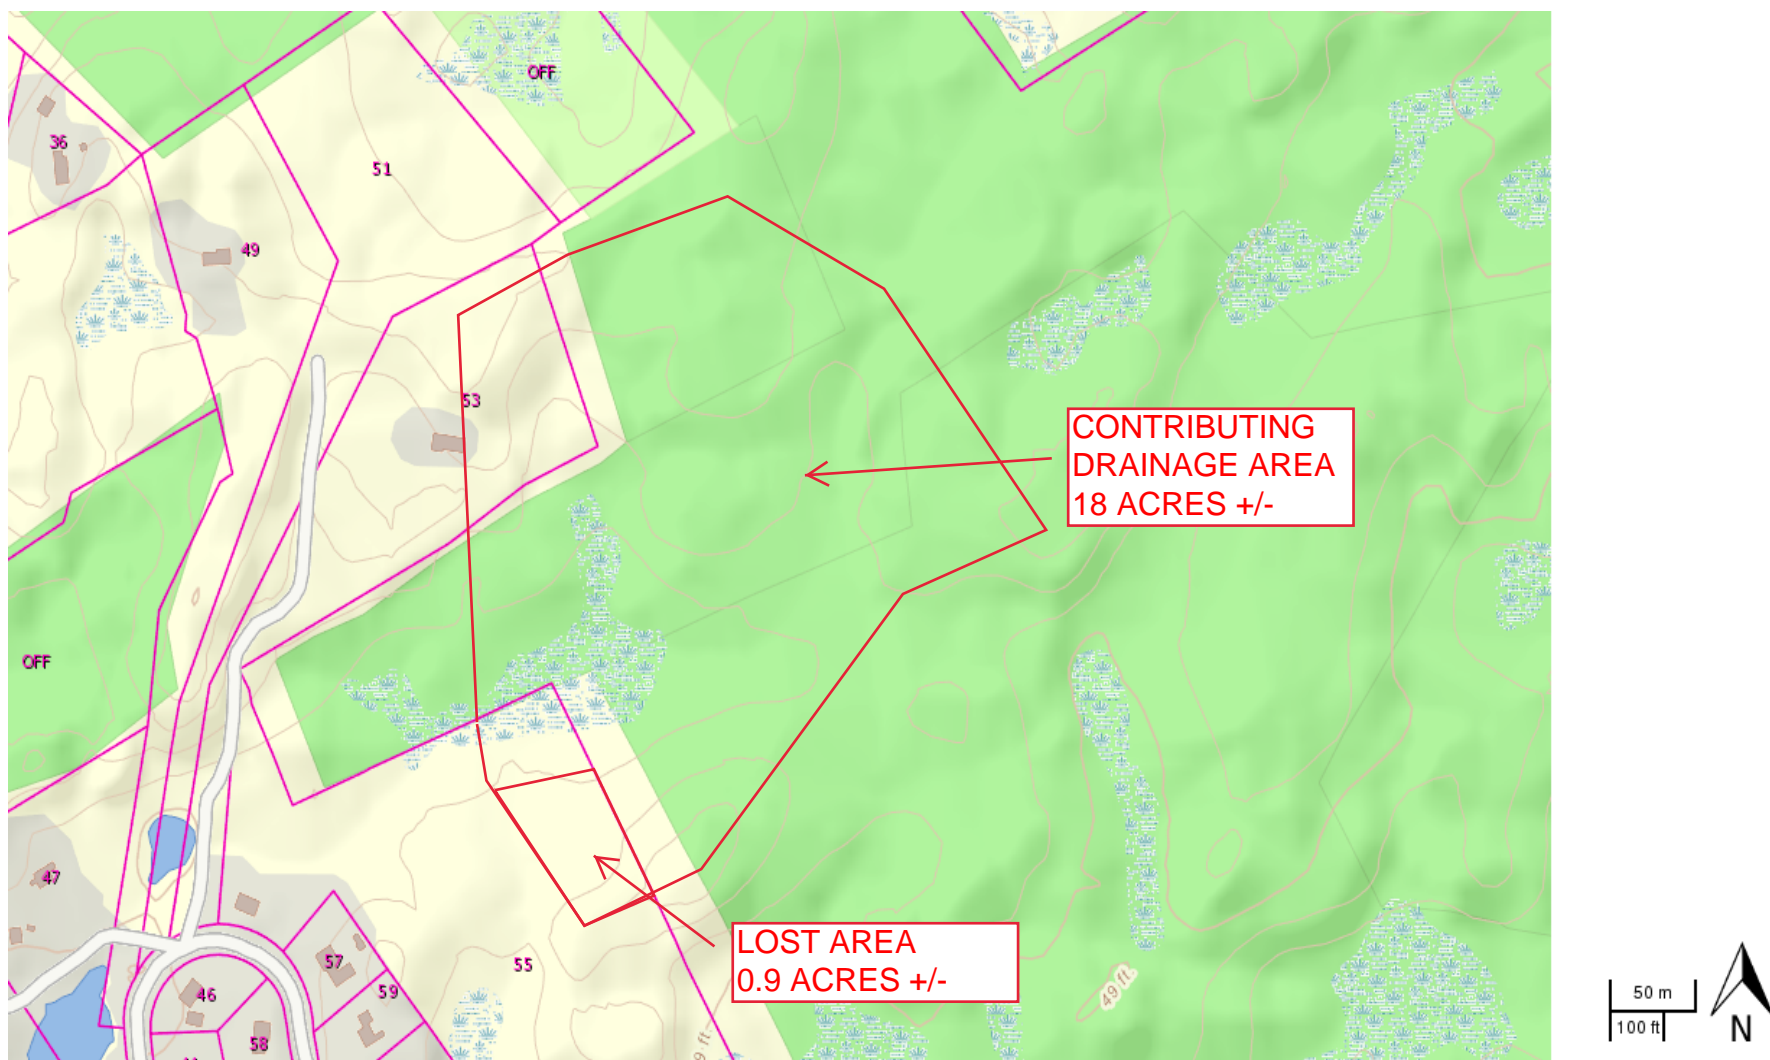 OFF
36
51
49
53
CONTRIBUTING
DRAINAGE AREA
18 ACRES +/-
OFF
47
LOST AREA
0.9 ACRES +/-
55
57
59
46
49 ft
58
50 m
100 ft
N